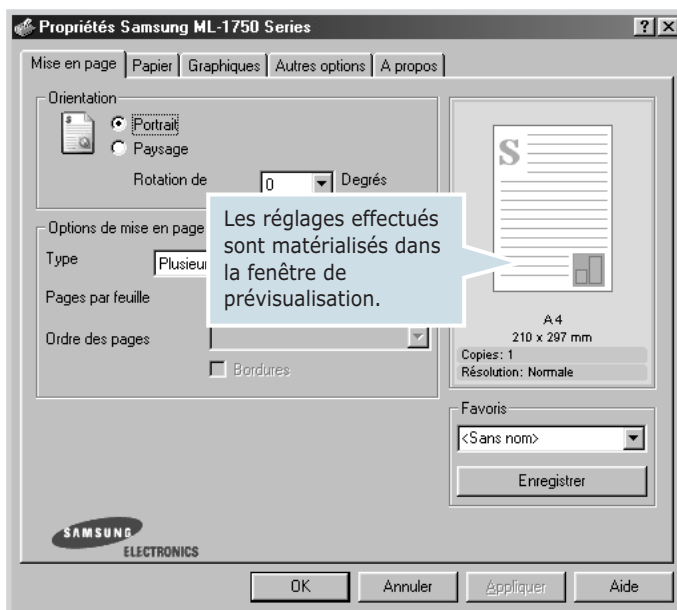 Propriétés Samsung ML-1750 Series
Mise en page Papier Graphiques Autres options A propos
Orientation
Portrait
Paysage
Rotation de 0 Degrés
Options de mise en page
Type
Pages par feuille
Ordre des pages
Bordures
Les réglages effectués
sont matérialisés dans
la fenêtre de
prévisualisation.
S
A4
210 x 297 mm
Copies: 1
Résolution: Normale
Favoris
<Sans nom>
Enregistrer
SAMSUNG
ELECTRONICS
OK Annuler Appliquer Aide